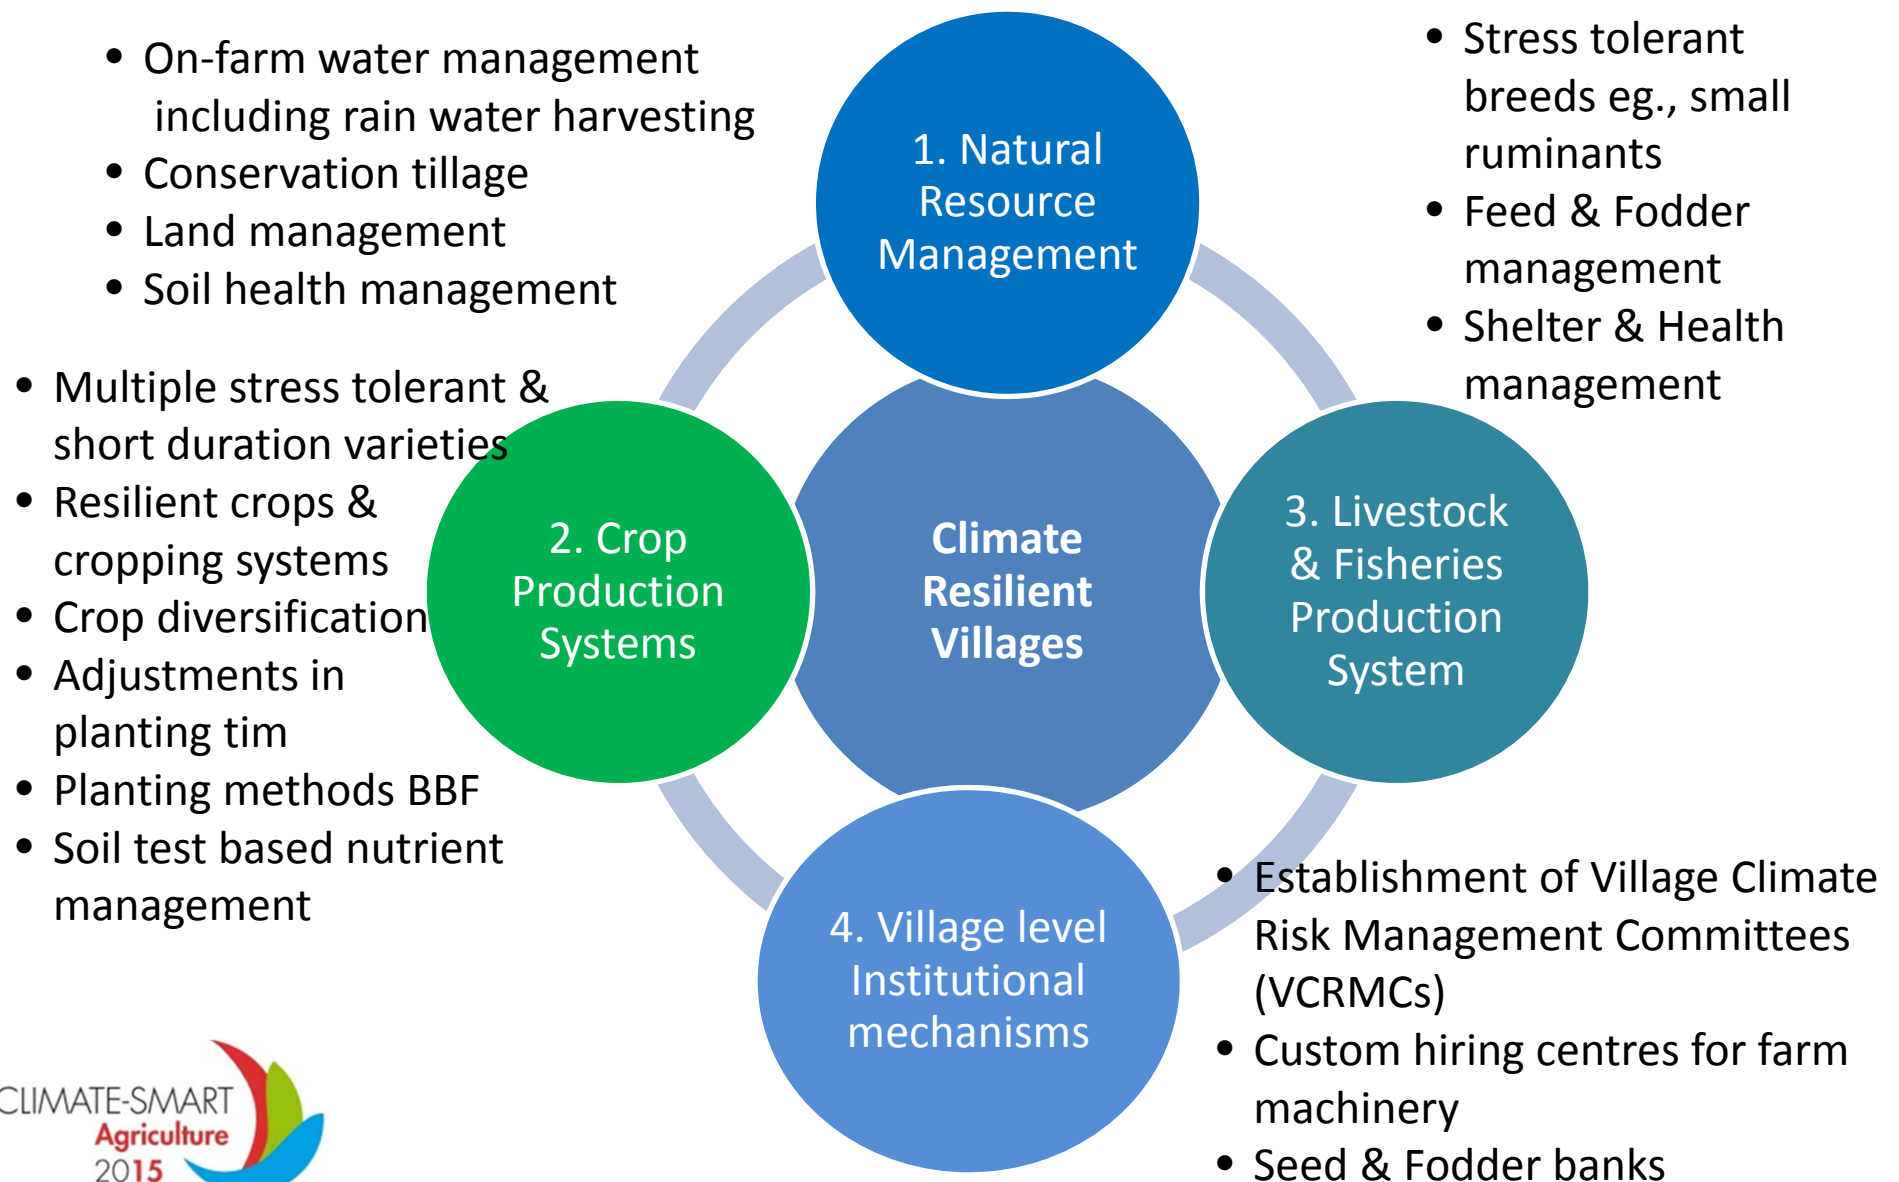 • On-farm water management
including rain water harvesting
• Conservation tillage
• Land management
• Soil health management
1. Natural
Resource
Management
• Stress tolerant
breeds eg., small
ruminants
• Feed & Fodder
management
• Shelter & Health
management
• Multiple stress tolerant &
short duration varieties
• Resilient crops &
cropping systems
• Crop diversification
• Adjustments in
planting tim
• Planting methods BBF
• Soil test based nutrient
management
2. Crop
Production
Systems
Climate
Resilient
Villages
3. Livestock
& Fisheries
Production
System
4. Village level
Institutional
mechanisms
• Establishment of Village Climate
Risk Management Committees
(VCRMCs)
• Custom hiring centres for farm
machinery
• Seed & Fodder banks
CLIMATE-SMART
Agriculture
2015